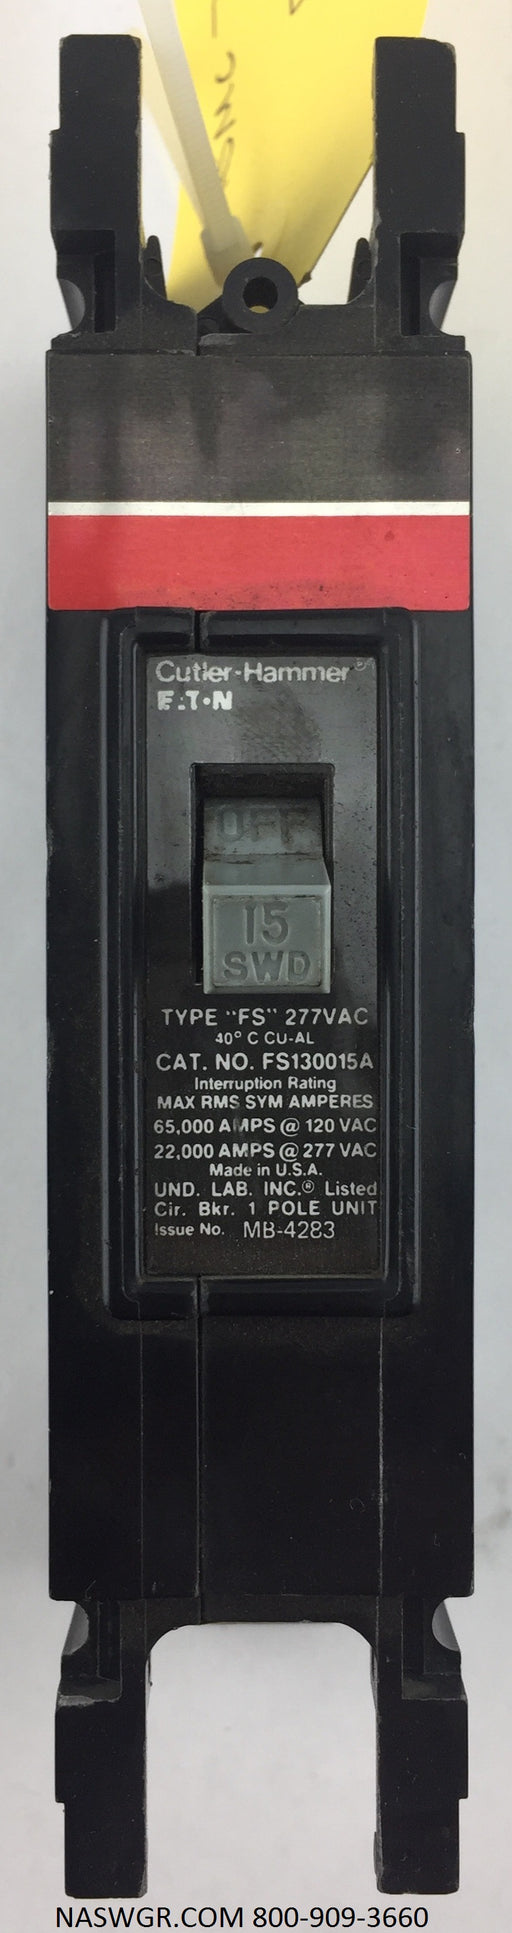 Cutler-Hammer®
E.T•N
OFF
15
SWD
TYPE "FS" 277VAC
40° C CU-AL
CAT. NO. FS130015A
Interruption Rating
MAX RMS SYM AMPERES
65,000 AMPS @ 120 VAC
22,000 AMPS @ 277 VAC
Made in U.S.A.
UND. LAB. INC.® Listed
Cir. Bkr. 1 POLE UNIT
Issue No. MB-4283
NASWGR.COM 800-909-3660